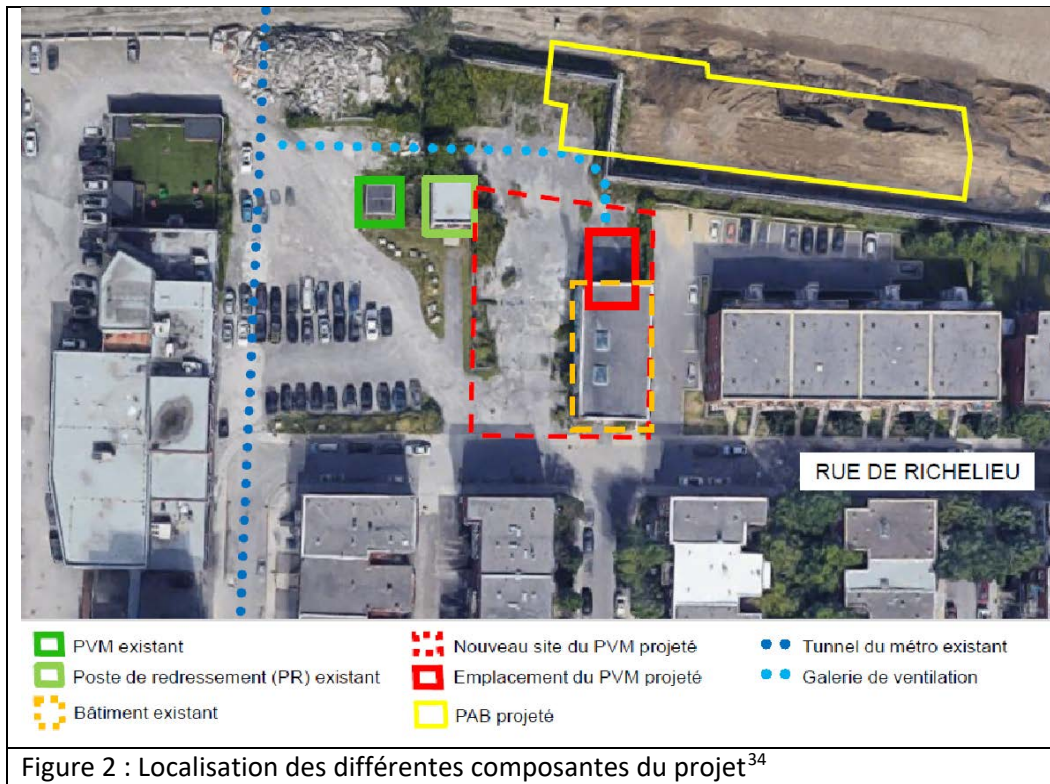 RUE DE RICHELIEU
PVM existant
Nouveau site du PVM projeté
Tunnel du métro existant
Poste de redressement (PR) existant
Emplacement du PVM projeté
Galerie de ventilation
Bâtiment existant
PAB projeté
Figure 2 : Localisation des différentes composantes du projet³⁴